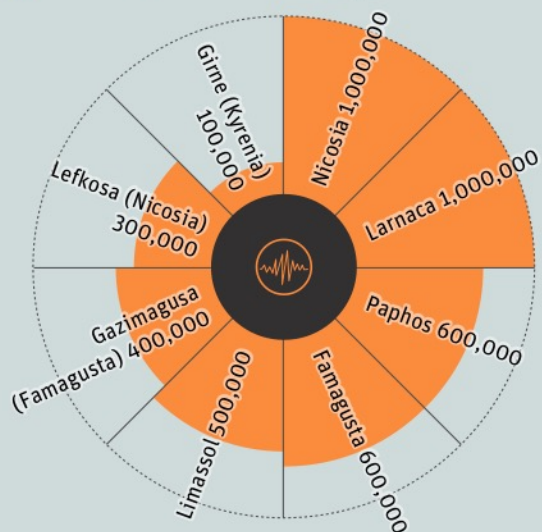 Nicosia 1,000,000
Larnaca 1,000,000
Paphos 600,000
Famagusta 600,000
Limassol 500,000
Gazimagusa
(Famagusta) 400,000
Lefkosa (Nicosia)
300,000
Girne (Kyrenia)
100,000